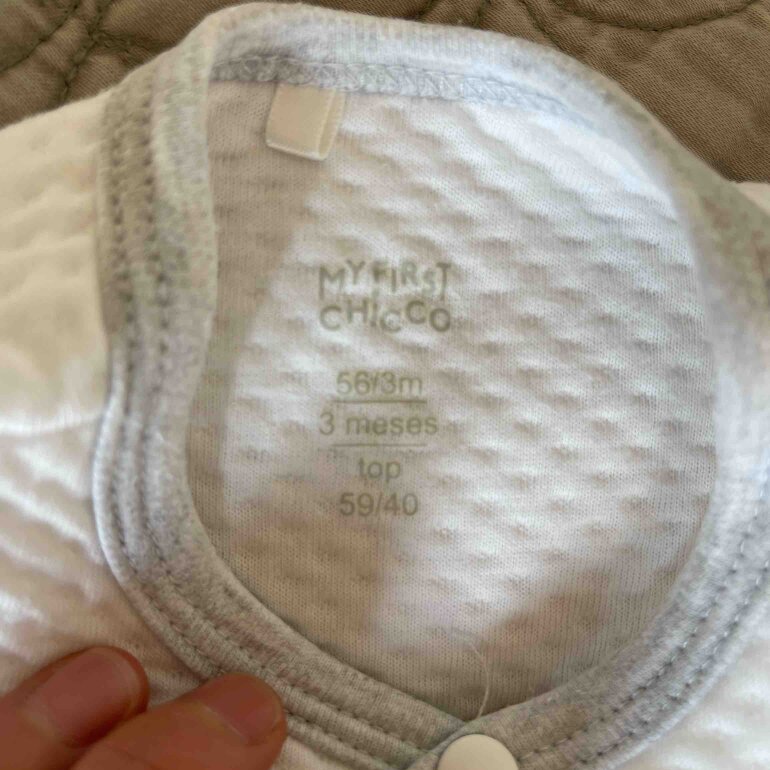 MY FIRST
CHICCO
56/3m
3 meses
top
59/40